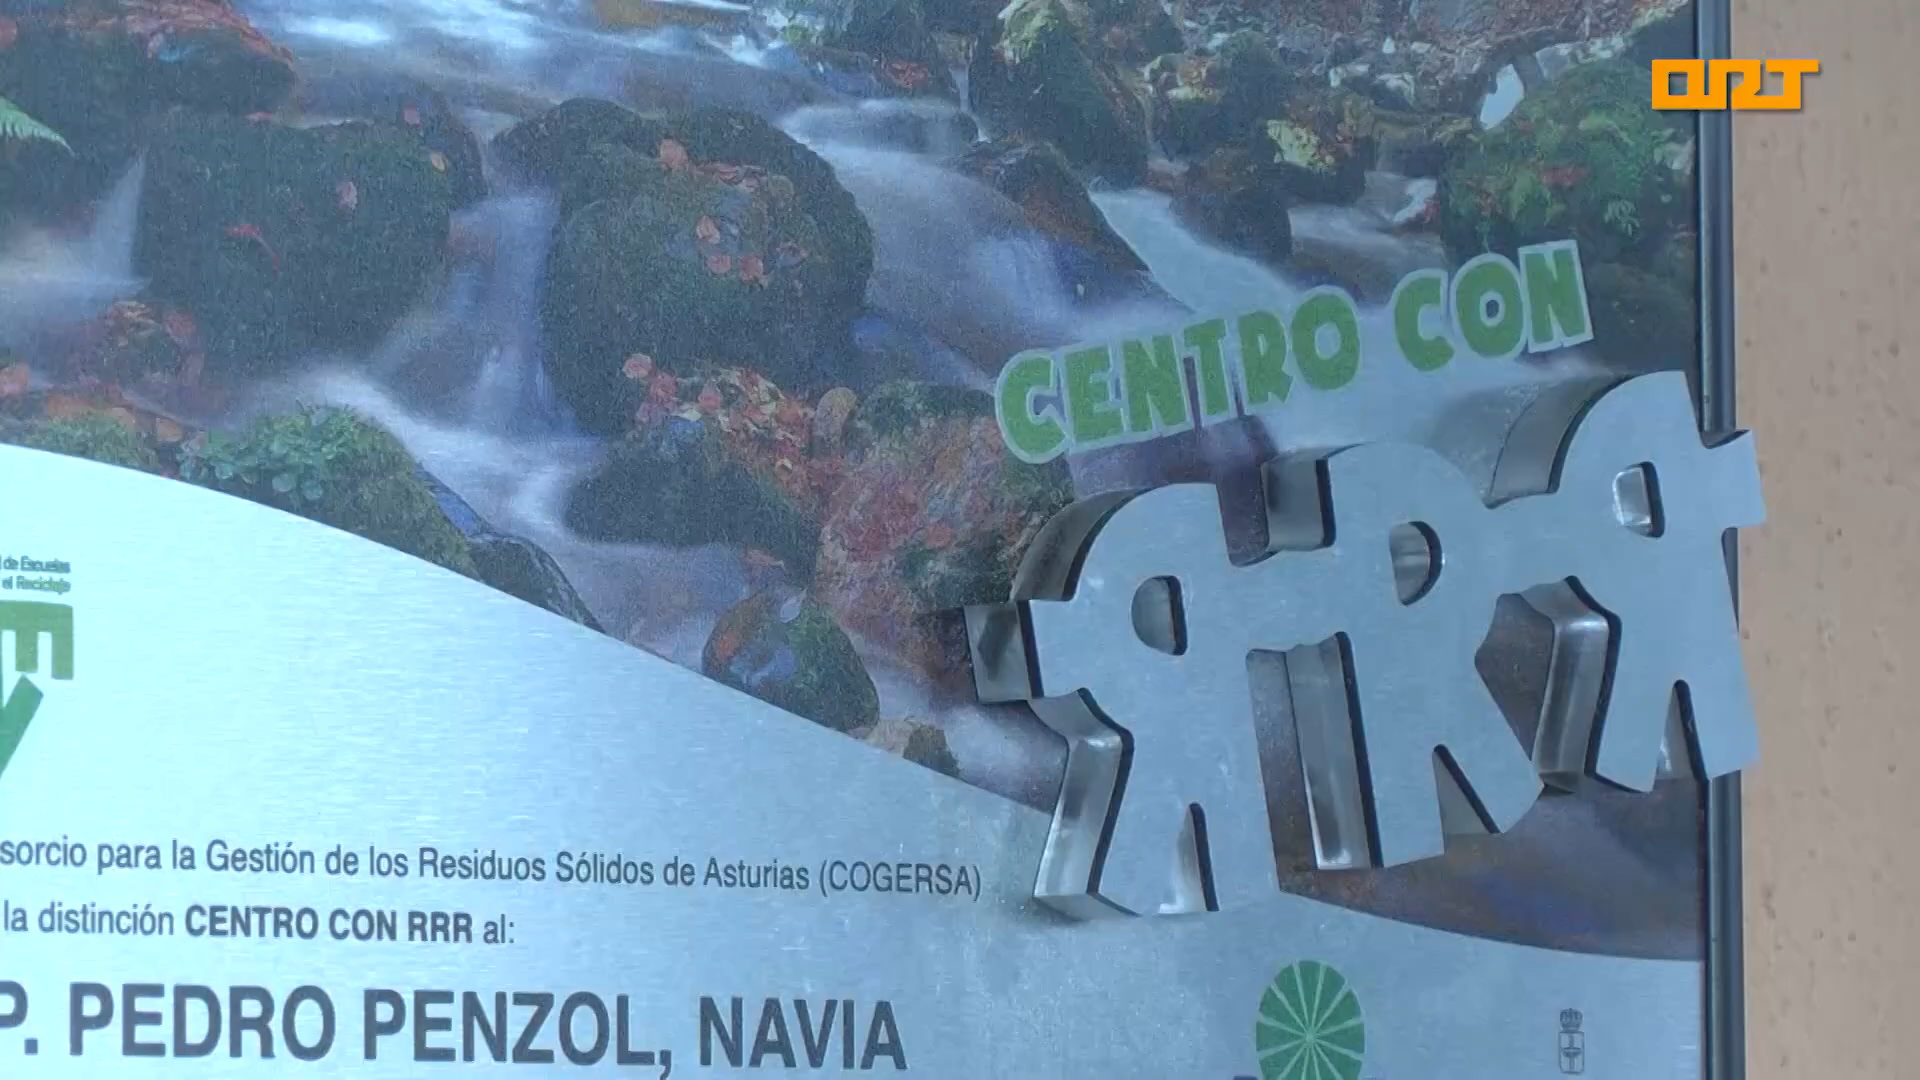 ORT
CENTRO CON
RRR
de Escuelas
el Reciclaje
sorcio para la Gestión de los Residuos Sólidos de Asturias (COGERSA)
la distinción CENTRO CON RRR al:
P. PEDRO PENZOL, NAVIA